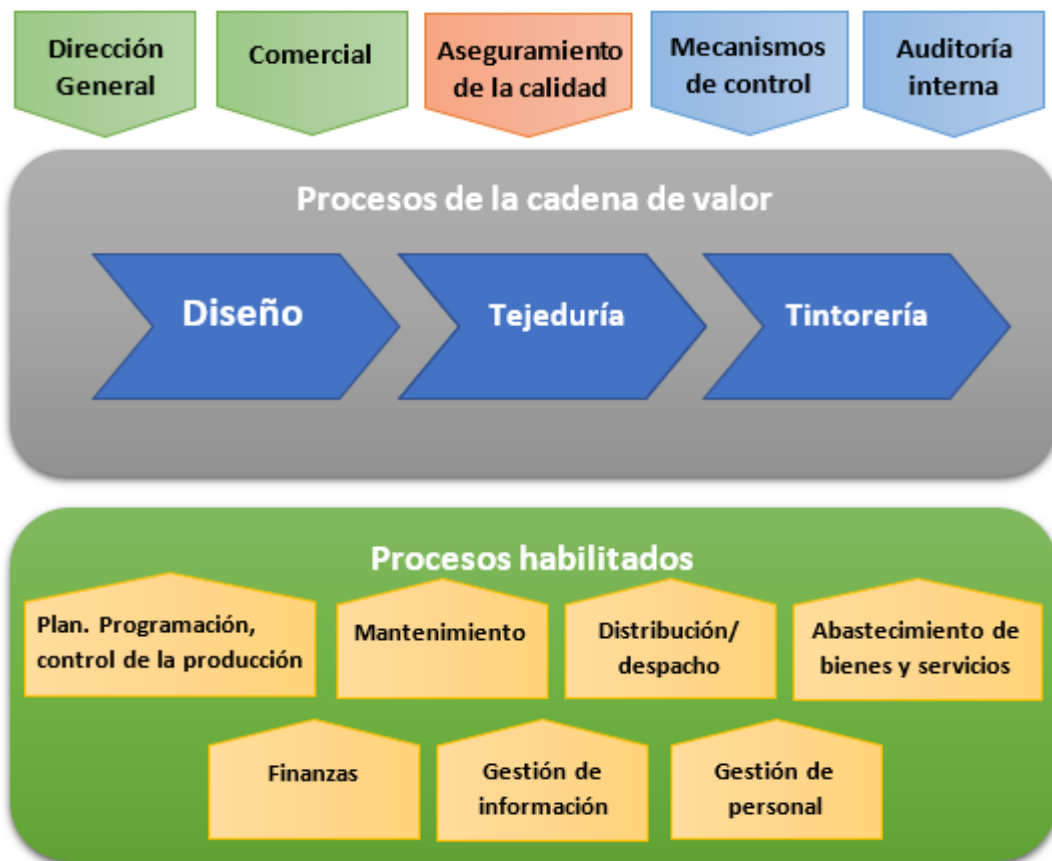 Dirección
General
Comercial
Aseguramiento
de la calidad
Mecanismos
de control
Auditoría
interna
Procesos de la cadena de valor
Diseño
Tejeduría
Tintorería
Procesos habilitados
Plan. Programación,
control de la producción
Mantenimiento
Distribución/
despacho
Abastecimiento de
bienes y servicios
Finanzas
Gestión de
información
Gestión de
personal